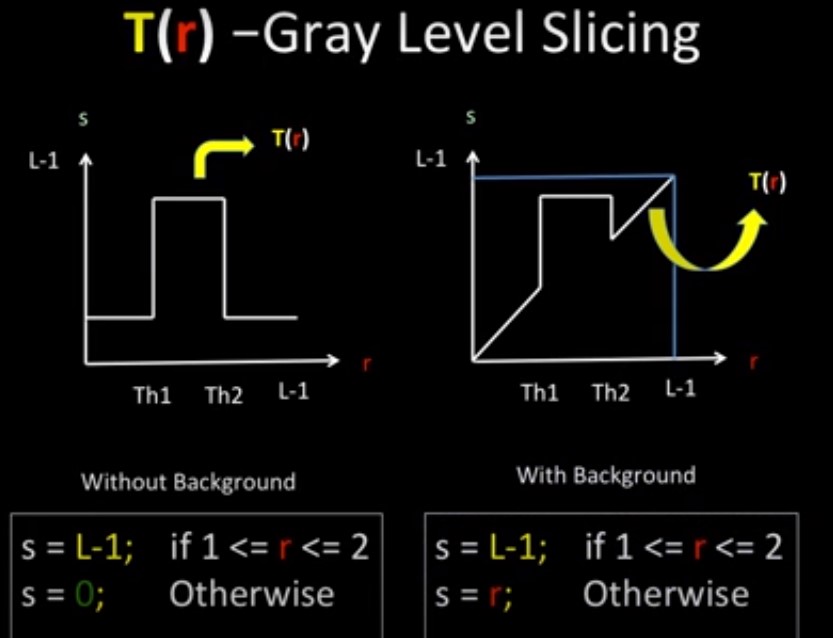 T(r) –Gray Level Slicing
s
L-1
T(r)
r
Th1 Th2 L-1
Without Background
s = L-1; if 1 <= r <= 2
s = 0; Otherwise
s
L-1
T(r)
r
Th1 Th2 L-1
With Background
s = L-1; if 1 <= r <= 2
s = r; Otherwise